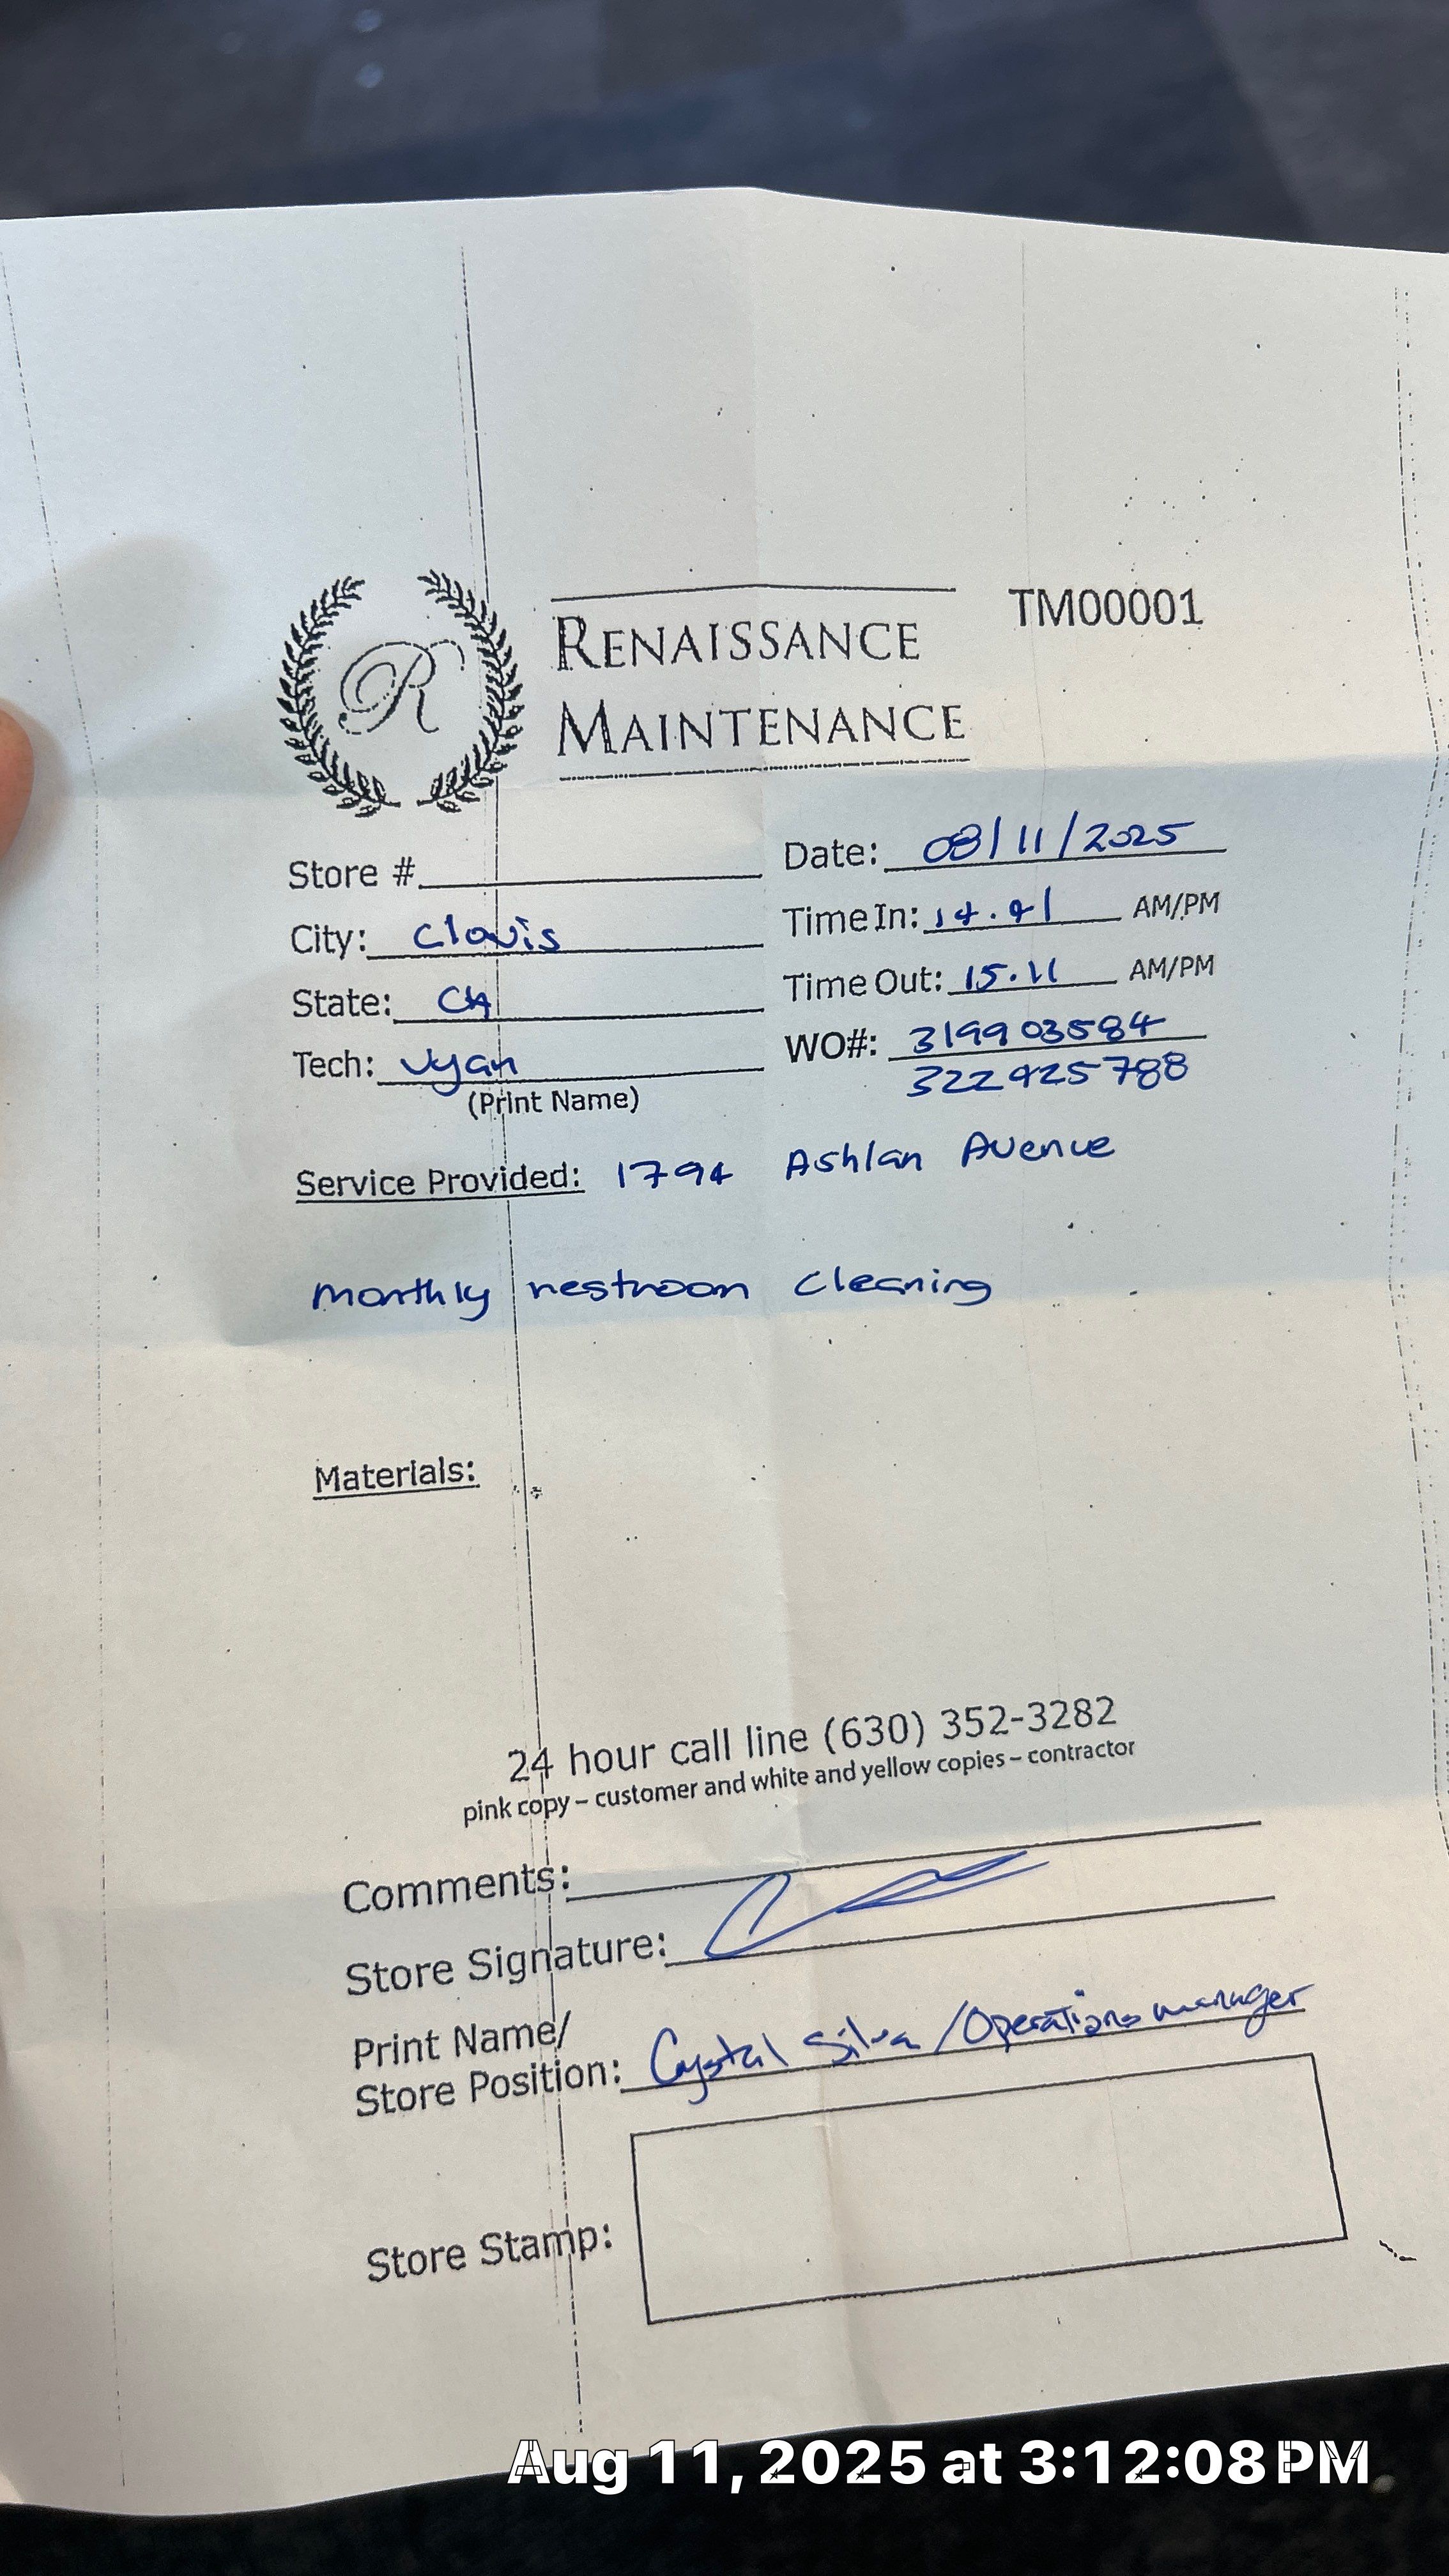 RENAISSANCE
MAINTENANCE
TM00001
Store #
City: Clovis
State: CA
Tech: Vyan
(Print Name)
Date: 08/11/2025
Time In: 14.41 AM/PM
Time Out: 15.11 AM/PM
WO#: 319903584
322925788
Service Provided: 1794 Ashlan Avenue
monthly restroom cleaning
Materials:
24 hour call line (630) 352-3282
pink copy – customer and white and yellow copies – contractor
Comments:
Store Signature:
Print Name/
Store Position: Crystal Silva /Operations manager
Store Stamp:
Aug 11, 2025 at 3:12:08 PM